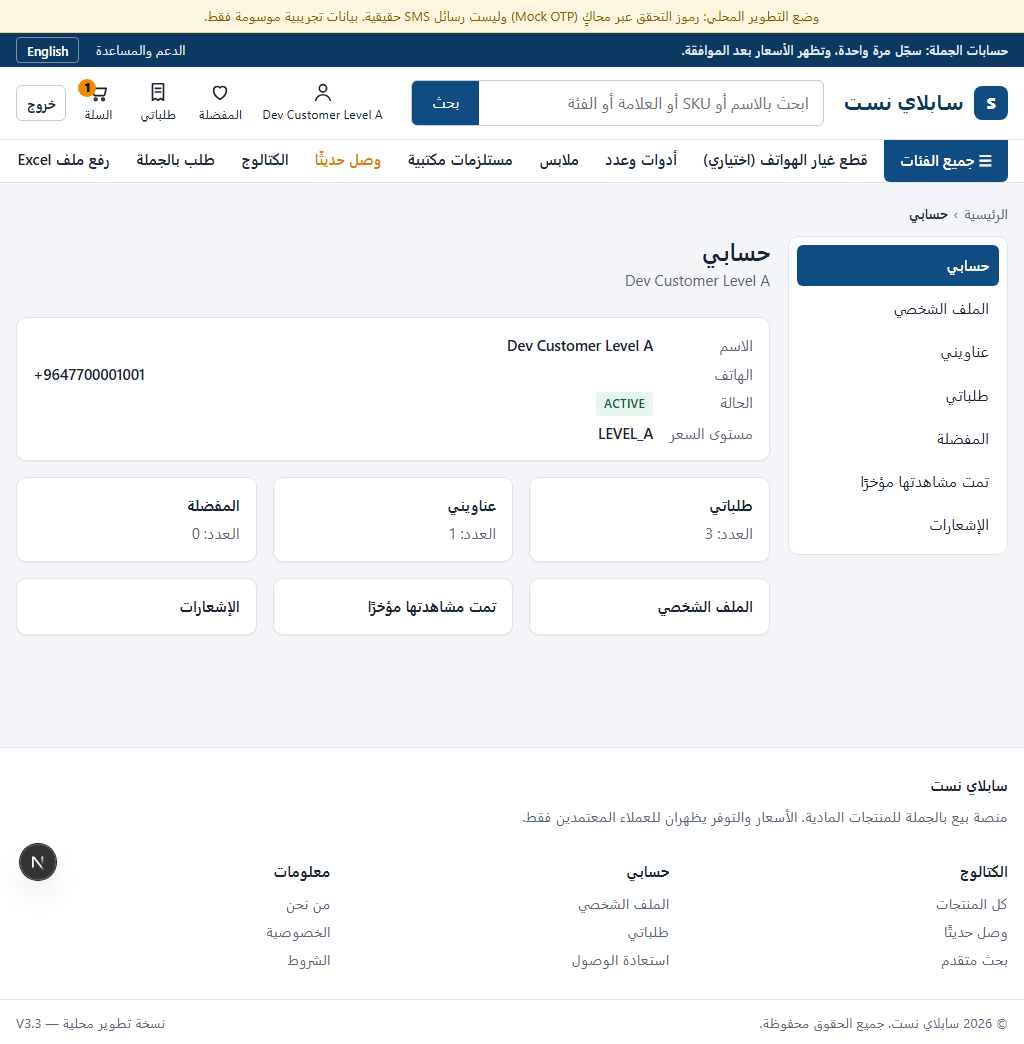 وضع التطوير المحلي: رموز التحقق عبر محاكٍ (Mock OTP) وليست رسائل SMS حقيقية. بيانات تجريبية موسومة فقط.
حسابات الجملة: سجّل مرة واحدة، وتظهر الأسعار بعد الموافقة.
الدعم والمساعدة
English
S
سابلاي نست
ابحث بالاسم أو SKU أو العلامة أو الفئة
بحث
Dev Customer Level A
المفضلة
طلباتي
1
السلة
خروج
☰ جميع الفئات
قطع غيار الهواتف (اختياري)
أدوات وعدد
ملابس
مستلزمات مكتبية
وصل حديثًا
الكتالوج
طلب بالجملة
رفع ملف Excel
الرئيسية › حسابي
حسابي
الملف الشخصي
عناويني
طلباتي
المفضلة
تمت مشاهدتها مؤخرًا
الإشعارات
حسابي
Dev Customer Level A
الاسم Dev Customer Level A
الهاتف +9647700001001
الحالة ACTIVE
مستوى السعر LEVEL_A
طلباتي
العدد: 3
عناويني
العدد: 1
المفضلة
العدد: 0
الملف الشخصي
تمت مشاهدتها مؤخرًا
الإشعارات
سابلاي نست
منصة بيع بالجملة للمنتجات المادية. الأسعار والتوفر يظهران للعملاء المعتمدين فقط.
الكتالوج
كل المنتجات
وصل حديثًا
بحث متقدم
حسابي
الملف الشخصي
طلباتي
استعادة الوصول
معلومات
من نحن
الخصوصية
الشروط
N
© 2026 سابلاي نست. جميع الحقوق محفوظة.
نسخة تطوير محلية — V3.3